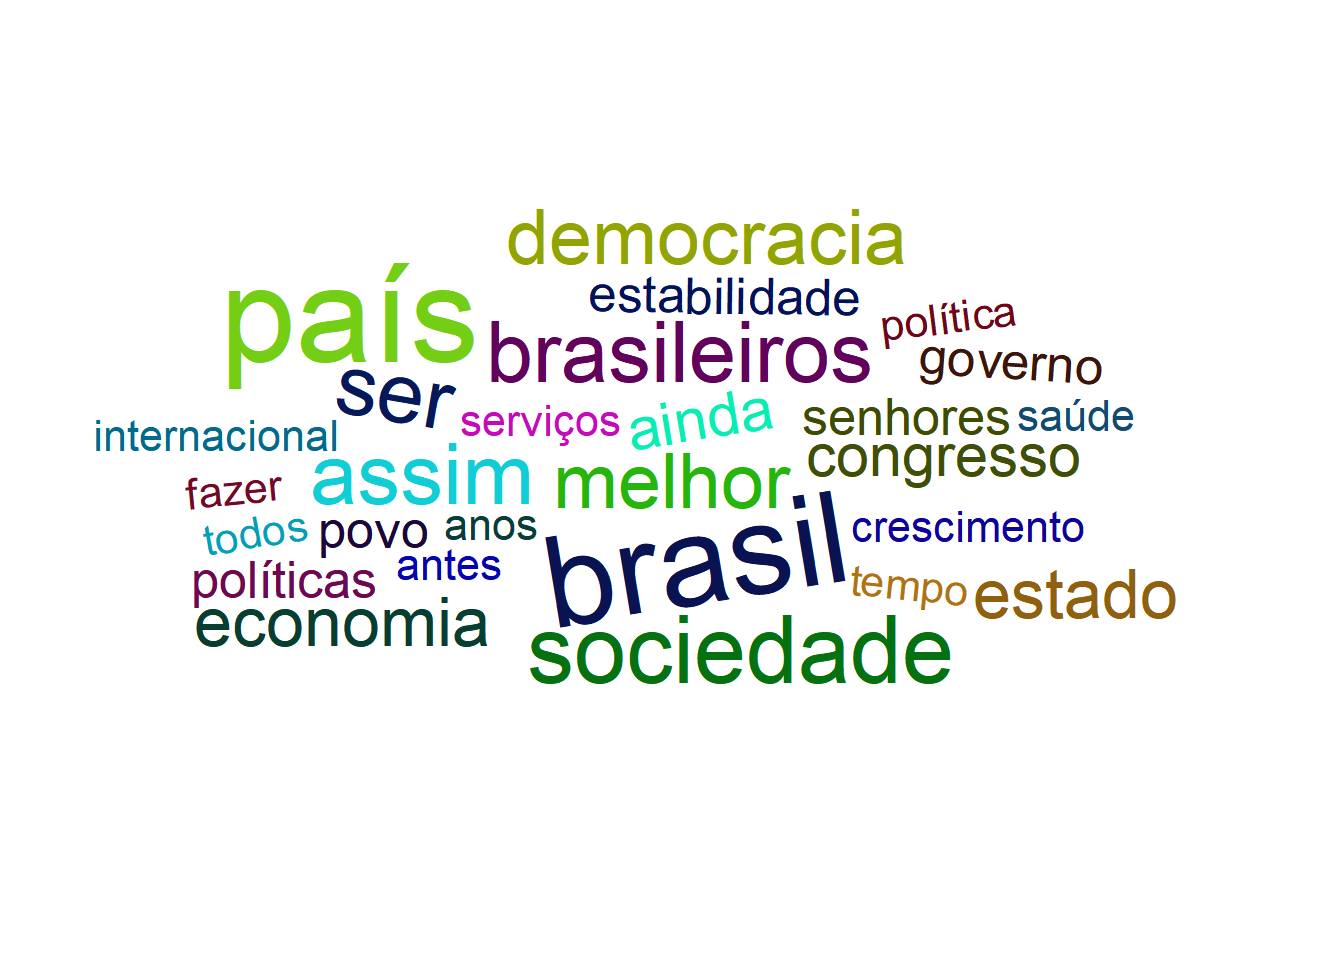 democracia
país
estabilidade
política
brasileiros
governo
ser
serviços
ainda
senhores
saúde
internacional
assim
melhor
congresso
fazer
todos
povo
anos
brasil
crescimento
políticas
antes
tempo
estado
economia
sociedade